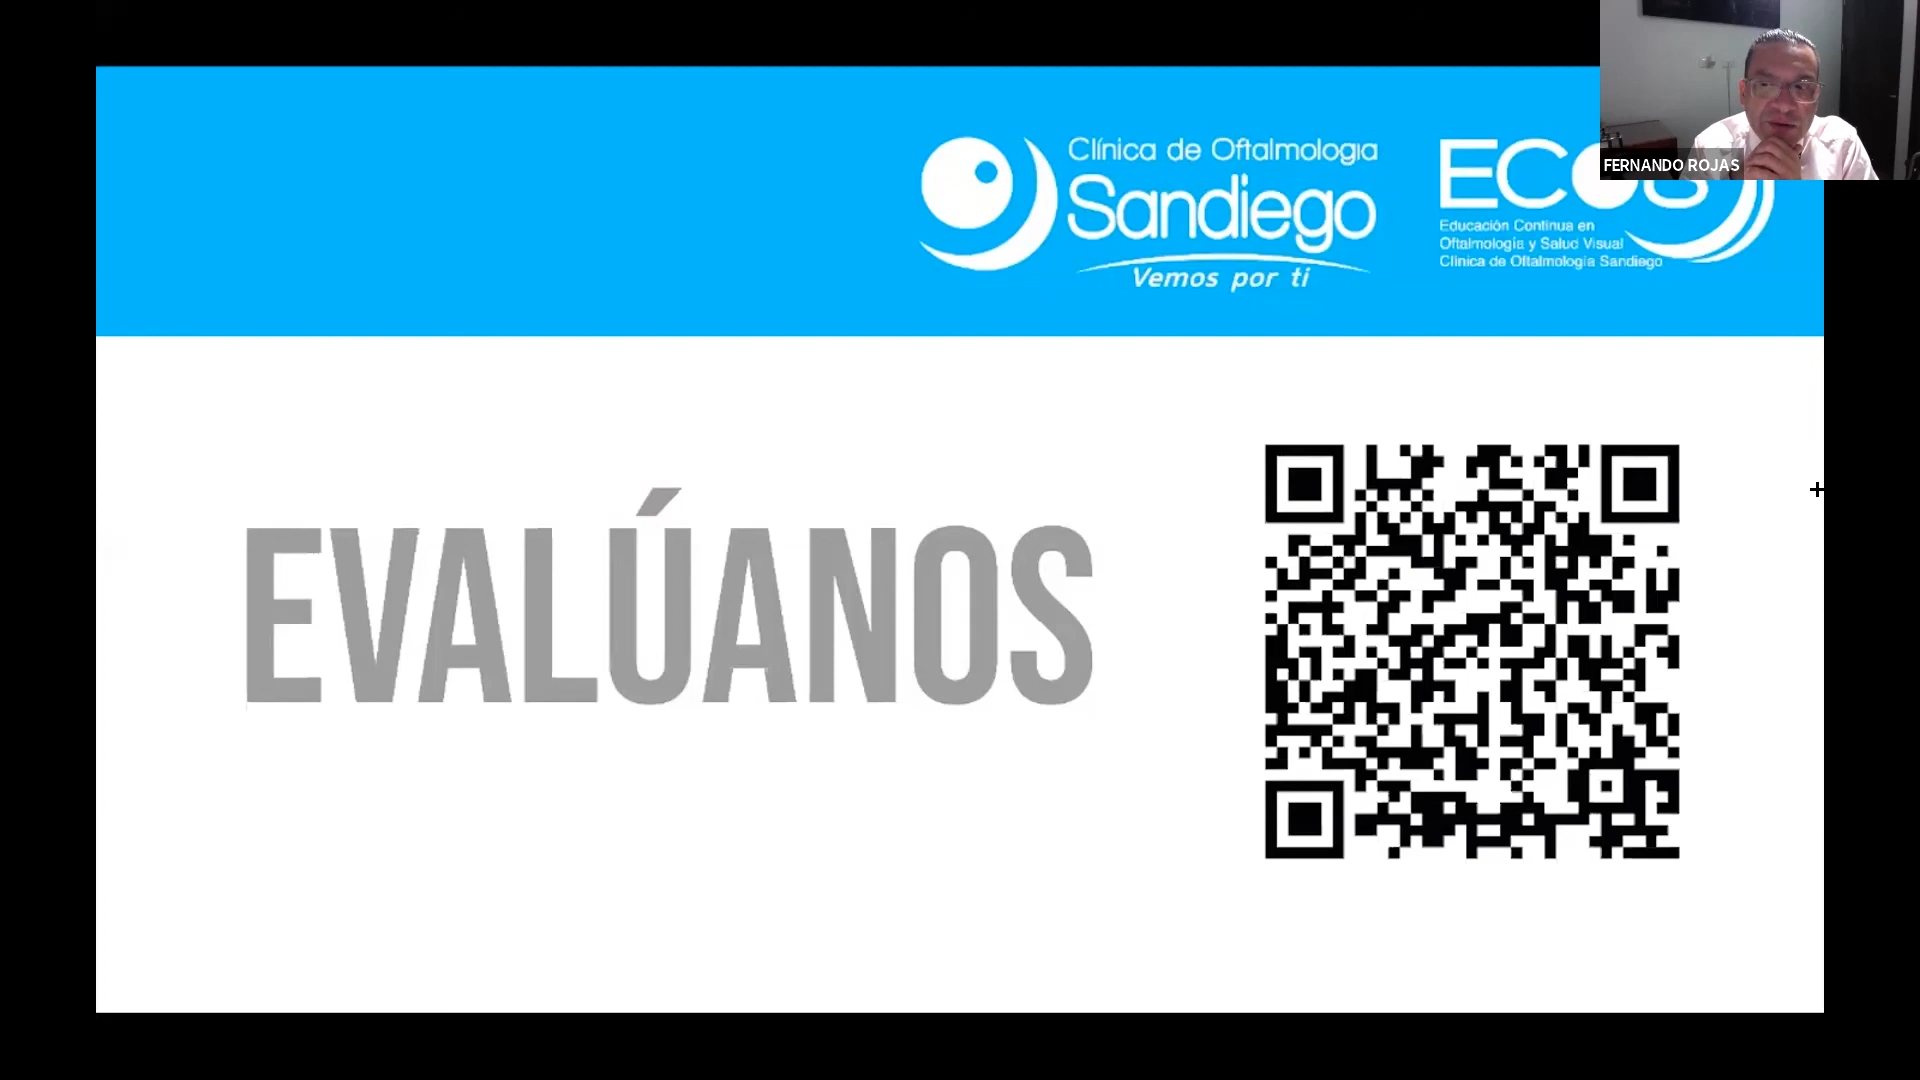 Clínica de Oftalmología
Sandiego
Vemos por ti
ECOS
Educación Continua en
Oftalmología y Salud Visual
Clínica de Oftalmología Sandiego
FERNANDO ROJAS
EVALÚANOS